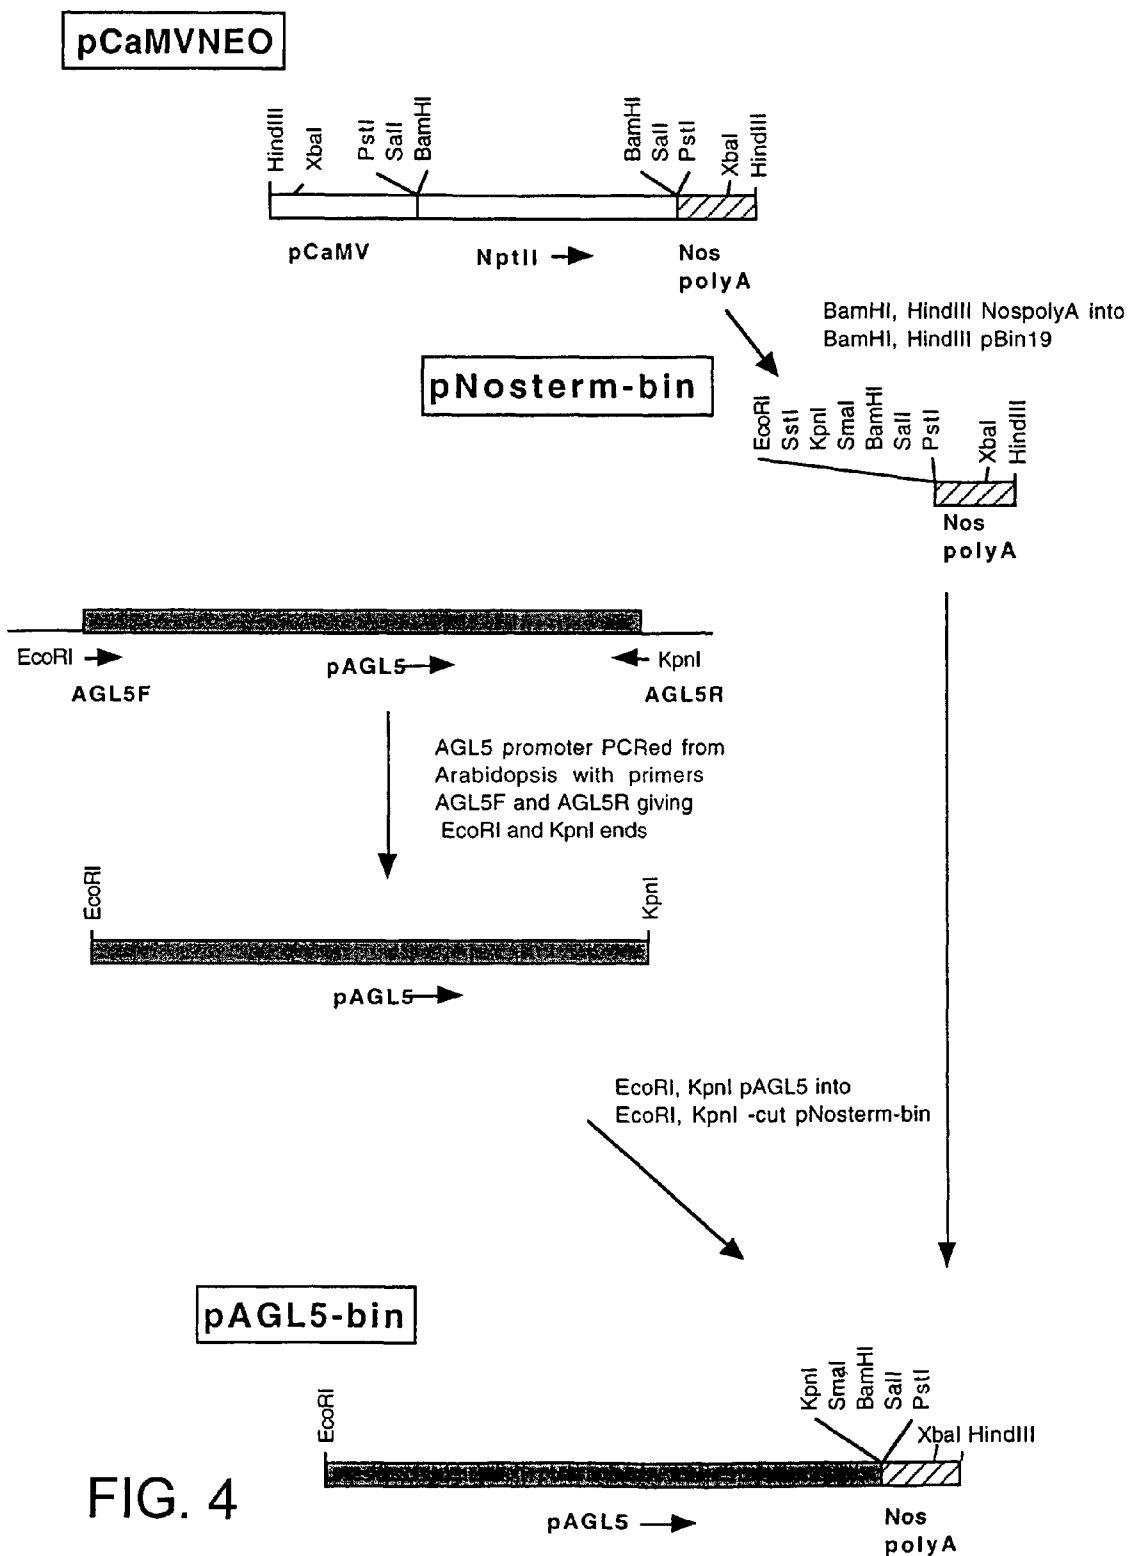 pCaMVNEO
HindIII
XbaI
PstI
SalI
BamHI
BamHI
SalI
PstI
XbaI
HindIII
pCaMV
NptII
Nos
polyA
BamHI, HindIII NospolyA into
BamHI, HindIII pBin19
pNosterm-bin
EcoRI
SstI
KpnI
SmaI
BamHI
SalI
PstI
XbaI
HindIII
Nos
polyA
EcoRI
pAGL5
KpnI
AGL5F
AGL5R
AGL5 promoter PCRed from
Arabidopsis with primers
AGL5F and AGL5R giving
EcoRI and KpnI ends
EcoRI
KpnI
pAGL5
EcoRI, KpnI pAGL5 into
EcoRI, KpnI -cut pNosterm-bin
pAGL5-bin
EcoRI
KpnI
SmaI
BamHI
SalI
PstI
XbaI HindIII
FIG. 4
pAGL5
Nos
polyA